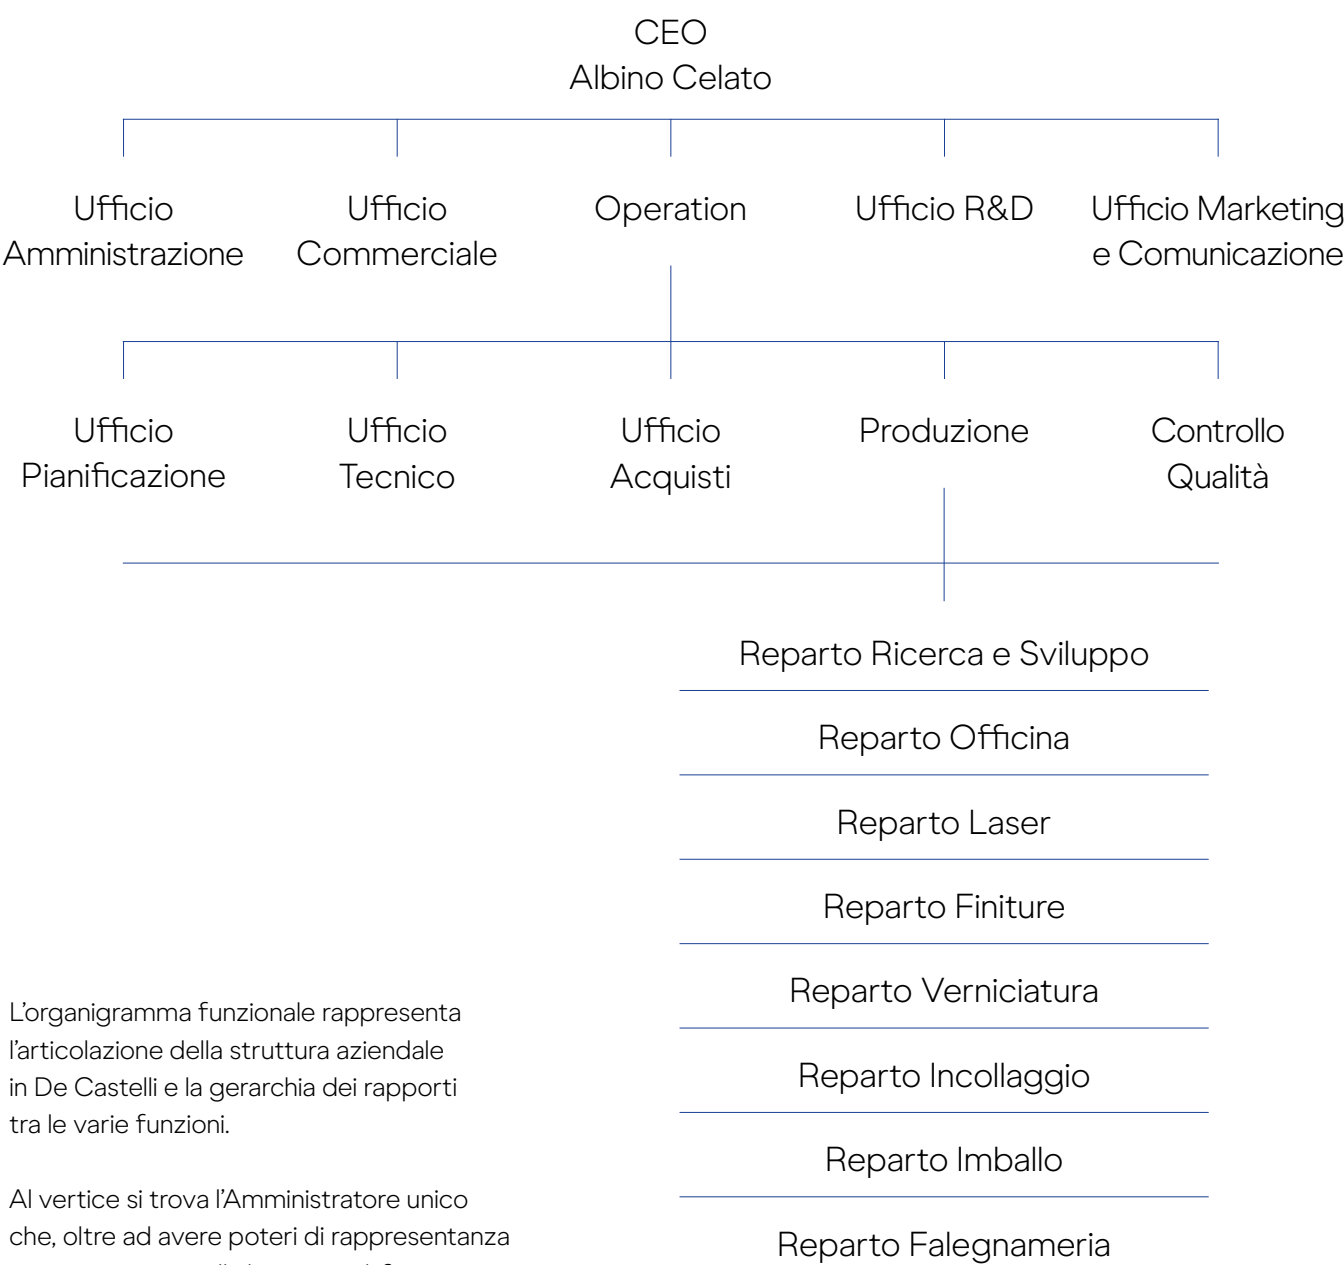 CEO
Albino Celato
Ufficio
Amministrazione
Ufficio
Commerciale
Operation
Ufficio R&D
Ufficio Marketing
e Comunicazione
Ufficio
Pianificazione
Ufficio
Tecnico
Ufficio
Acquisti
Produzione
Controllo
Qualità
Reparto Ricerca e Sviluppo
Reparto Officina
Reparto Laser
Reparto Finiture
Reparto Verniciatura
Reparto Incollaggio
Reparto Imballo
Reparto Falegnameria
L'organigramma funzionale rappresenta
l'articolazione della struttura aziendale
in De Castelli e la gerarchia dei rapporti
tra le varie funzioni.
Al vertice si trova l'Amministratore unico
che, oltre ad avere poteri di rappresentanza